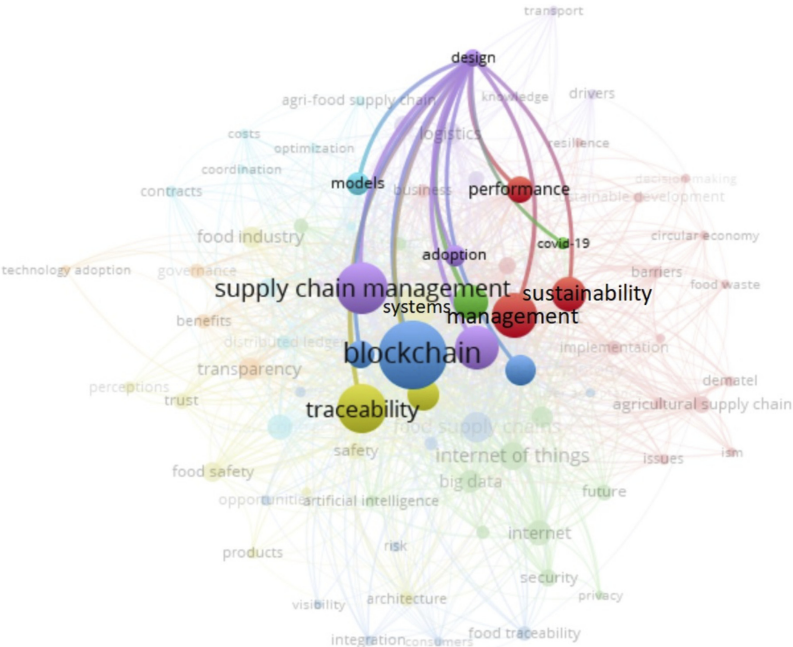 transport
design
agri-food supply chain
knowledge
drivers
costs
logistics
optimization
resilience
coordination
models
business
performance
decision making
contracts
sustainable development
food industry
covid-19
circular economy
adoption
technology adoption
governance
barriers
supply chain management
food waste
sustainability
systems
management
benefits
distributed ledger
blockchain
implementation
transparency
perceptions
dematel
trust
traceability
agricultural supply chain
food supply chains
safety
internet of things
issues
ism
food safety
big data
opportunities
artificial intelligence
future
internet
products
risk
security
visibility
architecture
privacy
integration
consumers
food traceability